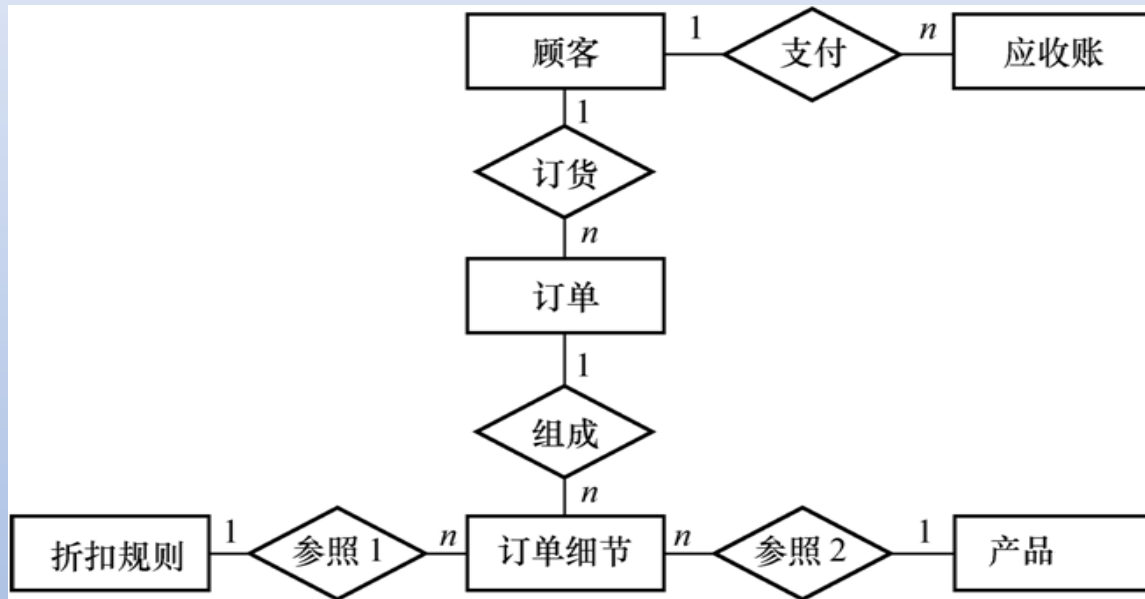 顾客 1 支付 n 应收账
1
订货
n
订单
1
组成
n
折扣规则 1 参照 1 n 订单细节 n 参照 2 1 产品